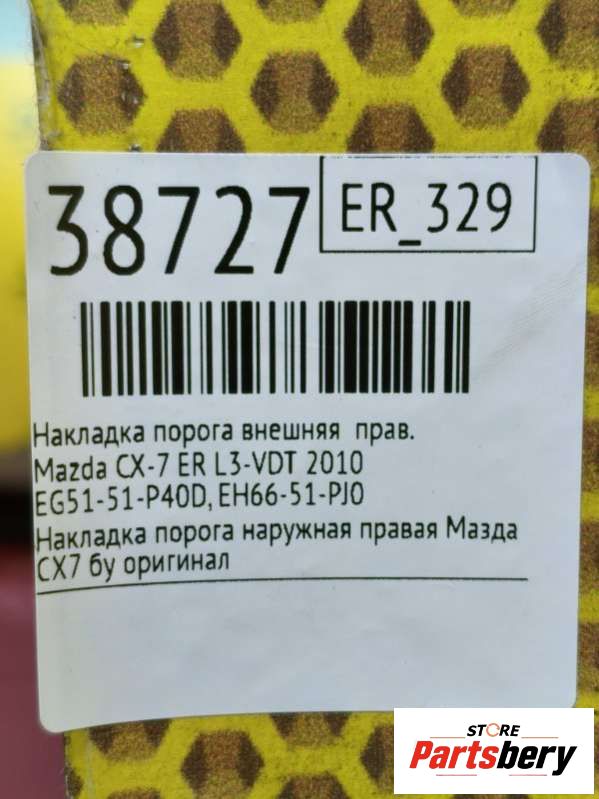 38727
ER_329
Накладка порога внешняя прав.
Mazda CX-7 ER L3-VDT 2010
EG51-51-P40D, EH66-51-PJ0
Накладка порога наружная правая Мазда
CX7 бу оригинал
STORE
Partsbery